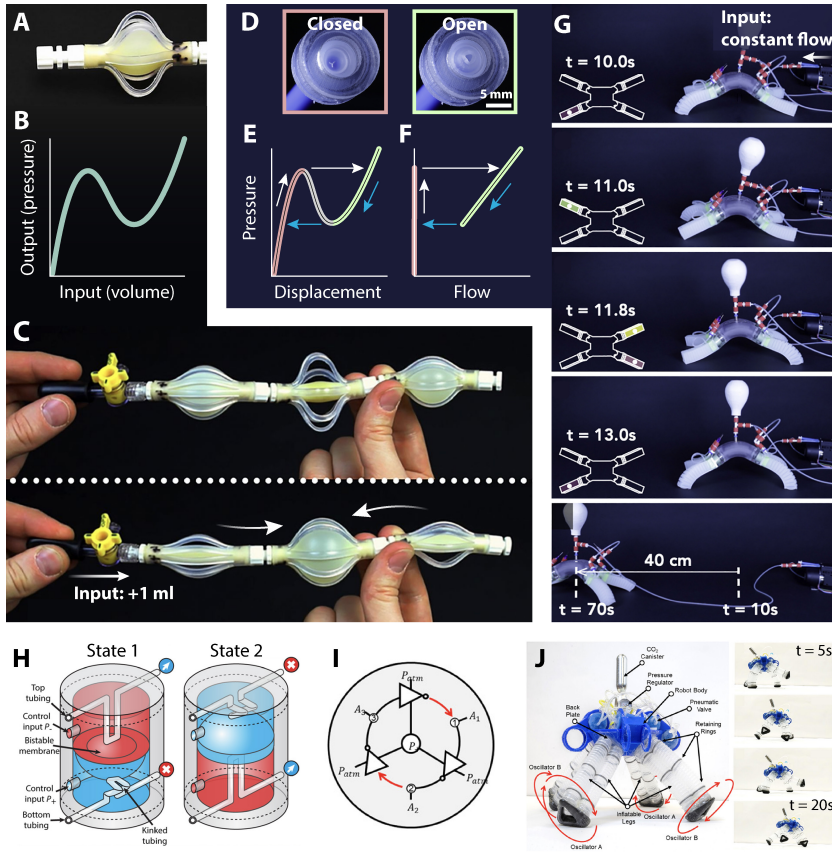 A
B
Output (pressure)
Input (volume)
C
Input: +1 ml
D
Closed
Open
5 mm
E
Pressure
Displacement
F
Flow
G
Input:
constant flow
t = 10.0s
t = 11.0s
t = 11.8s
t = 13.0s
40 cm
t = 70s
t = 10s
H
State 1
State 2
Top
tubing
Control
input P-
Bistable
membrane
Control
input P+
Bottom
tubing
Kinked
tubing
I
Patm
A3
3
1
A1
P
Patm
Patm
2
A2
J
CO2
Canister
Pressure
Regulator
Robot Body
Pneumatic
Valve
Back
Plate
Retaining
Rings
Oscillator B
Inflatable
Legs
Oscillator A
Oscillator A
Oscillator B
t = 5s
t = 20s